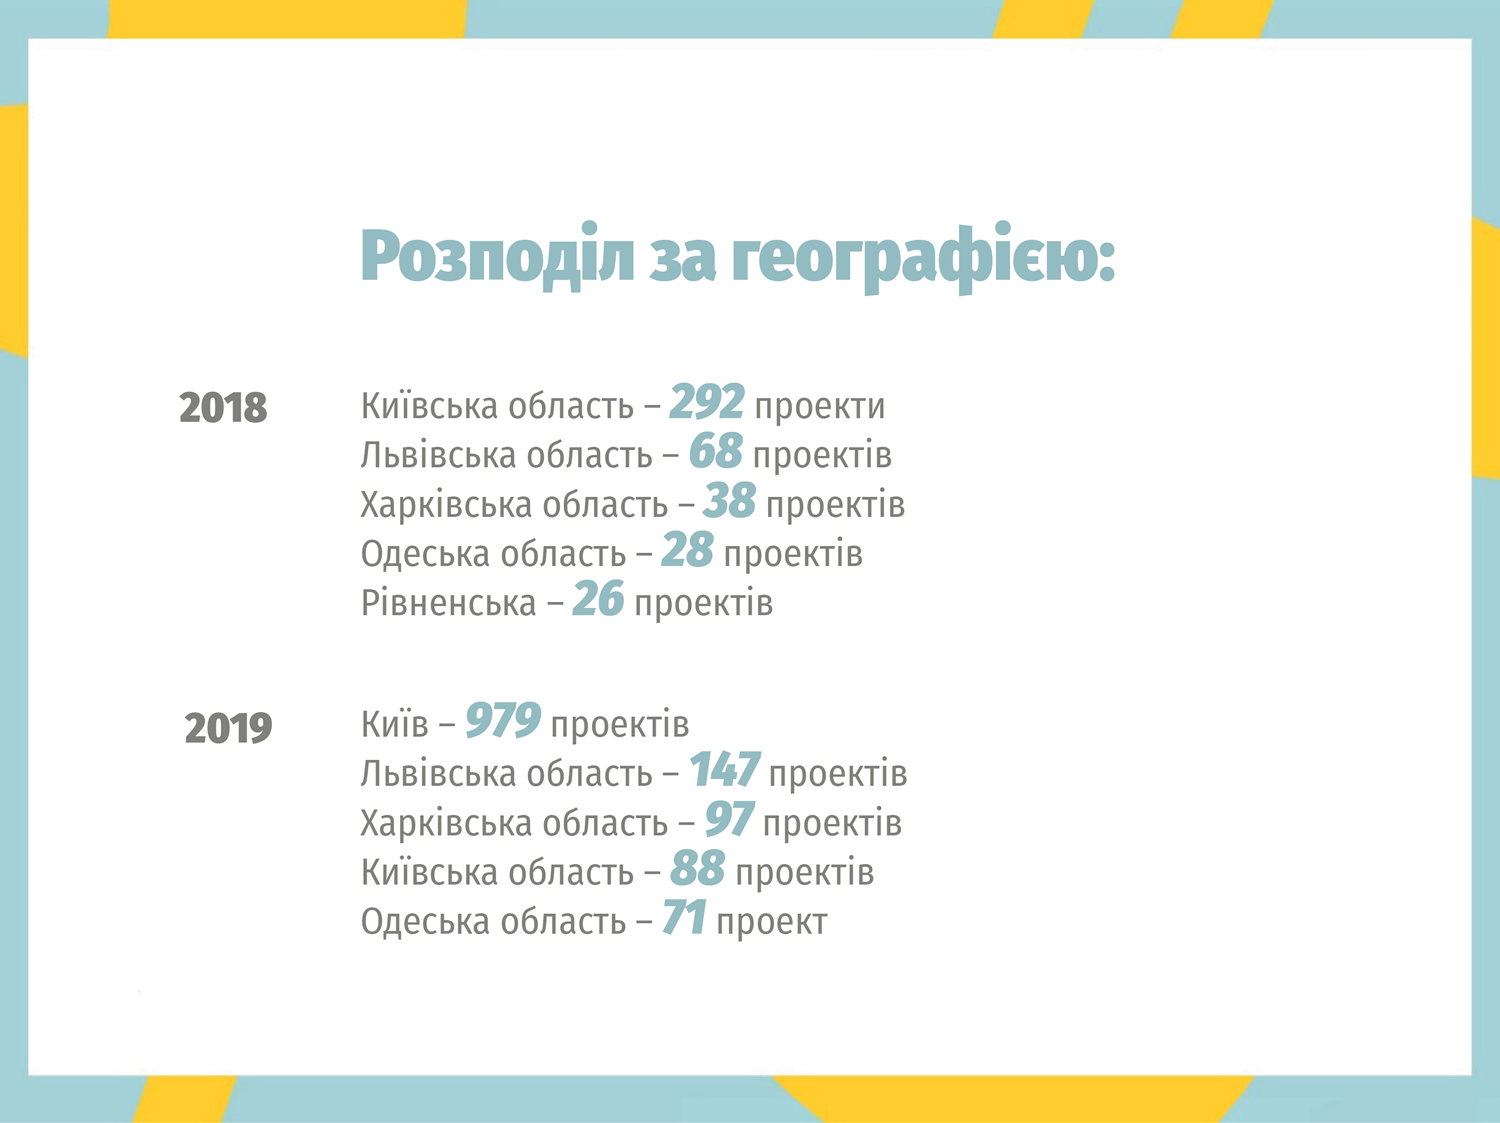 Розподіл за географією:
2018
Київська область – 292 проекти
Львівська область – 68 проектів
Харківська область – 38 проектів
Одеська область – 28 проектів
Рівненська – 26 проектів
2019
Київ – 979 проектів
Львівська область – 147 проектів
Харківська область – 97 проектів
Київська область – 88 проектів
Одеська область – 71 проект